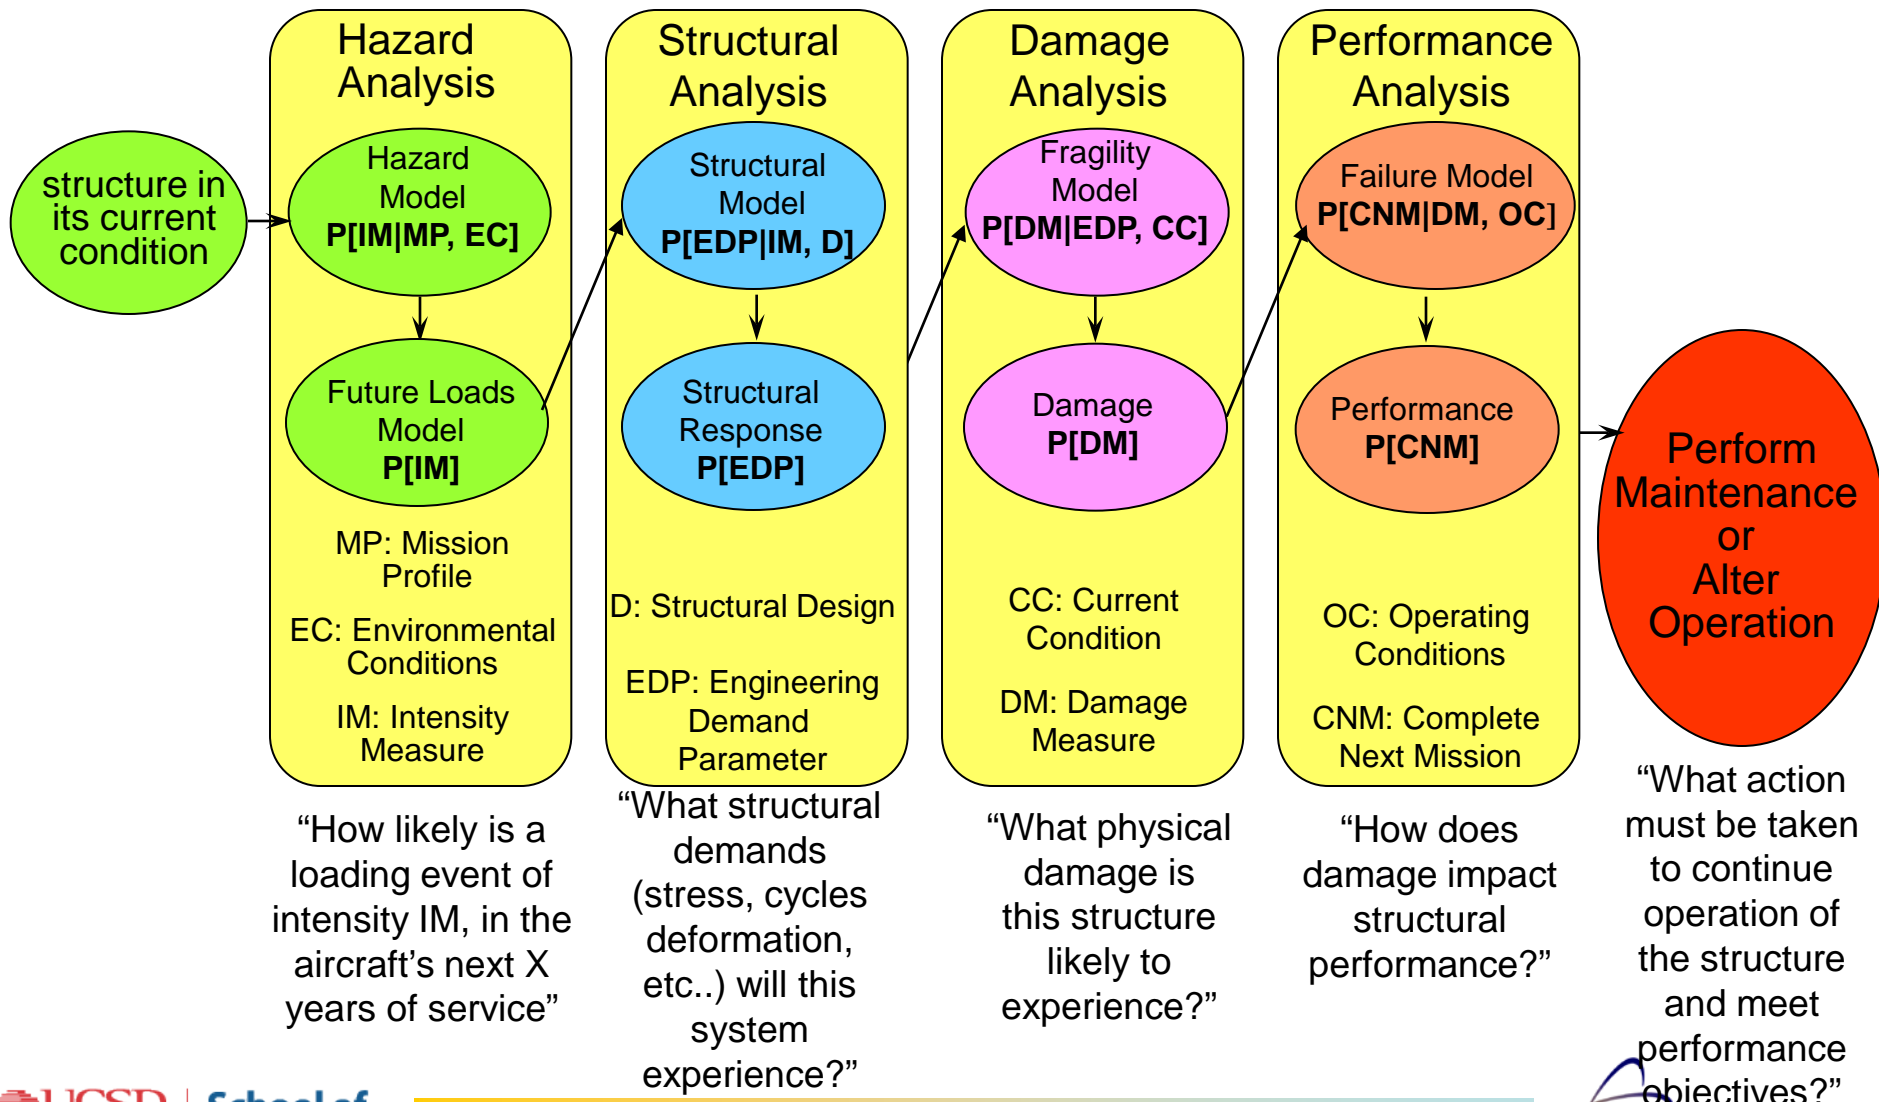 structure in
its current
condition
Hazard
Analysis
Hazard
Model
P[IM|MP, EC]
Future Loads
Model
P[IM]
MP: Mission
Profile
EC: Environmental
Conditions
IM: Intensity
Measure
“How likely is a
loading event of
intensity IM, in the
aircraft’s next X
years of service”
Structural
Analysis
Structural
Model
P[EDP|IM, D]
Structural
Response
P[EDP]
D: Structural Design
EDP: Engineering
Demand
Parameter
“What structural
demands
(stress, cycles
deformation,
etc..) will this
system
experience?”
Damage
Analysis
Fragility
Model
P[DM|EDP, CC]
Damage
P[DM]
CC: Current
Condition
DM: Damage
Measure
“What physical
damage is
this structure
likely to
experience?”
Performance
Analysis
Failure Model
P[CNM|DM, OC]
Performance
P[CNM]
OC: Operating
Conditions
CNM: Complete
Next Mission
“How does
damage impact
structural
performance?”
Perform
Maintenance
or
Alter
Operation
“What action
must be taken
to continue
operation of
the structure
and meet
performance
objectives?”
UCSD | School of